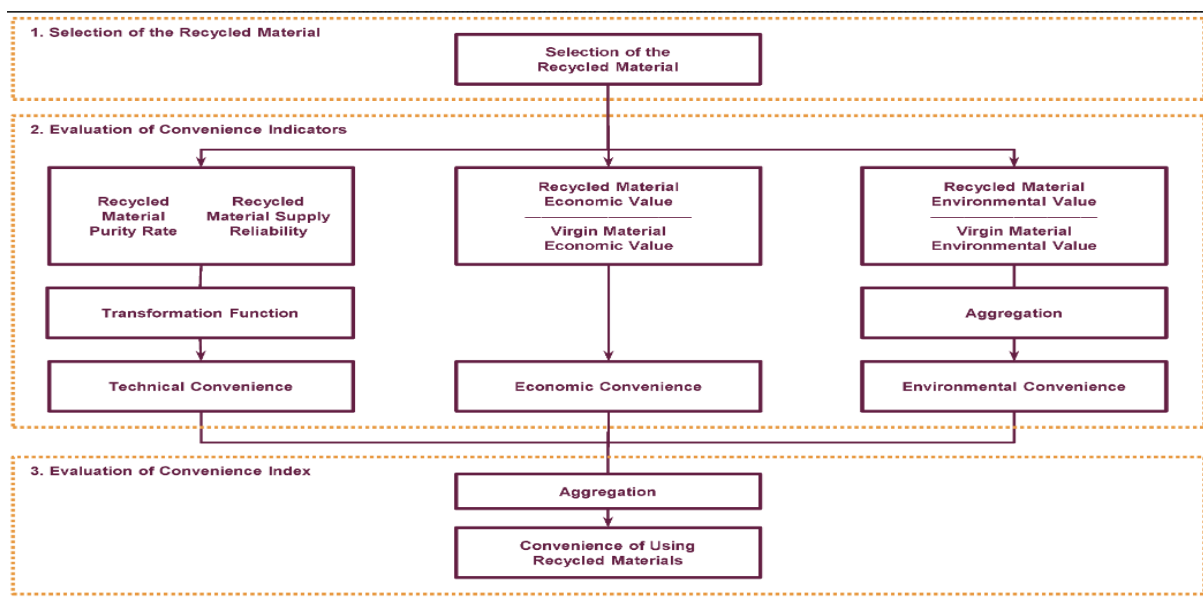 1. Selection of the Recycled Material
Selection of the
Recycled Material
2. Evaluation of Convenience Indicators
Recycled
Material
Purity Rate
Recycled
Material Supply
Reliability
Recycled Material
Economic Value
Virgin Material
Economic Value
Recycled Material
Environmental Value
Virgin Material
Environmental Value
Transformation Function
Aggregation
Technical Convenience
Economic Convenience
Environmental Convenience
3. Evaluation of Convenience Index
Aggregation
Convenience of Using
Recycled Materials